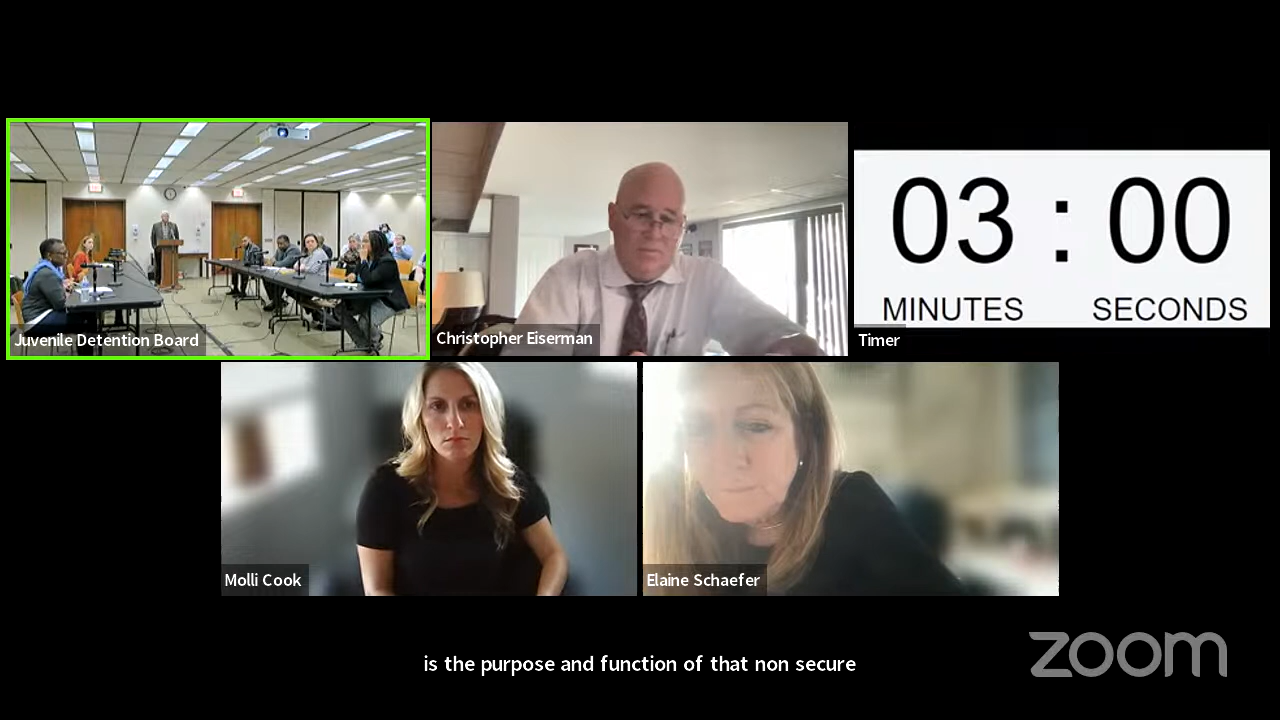 03 : 00
MINUTES SECONDS
Juvenile Detention Board
Christopher Eiserman
Timer
Molli Cook
Elaine Schaefer
is the purpose and function of that non secure
zoom